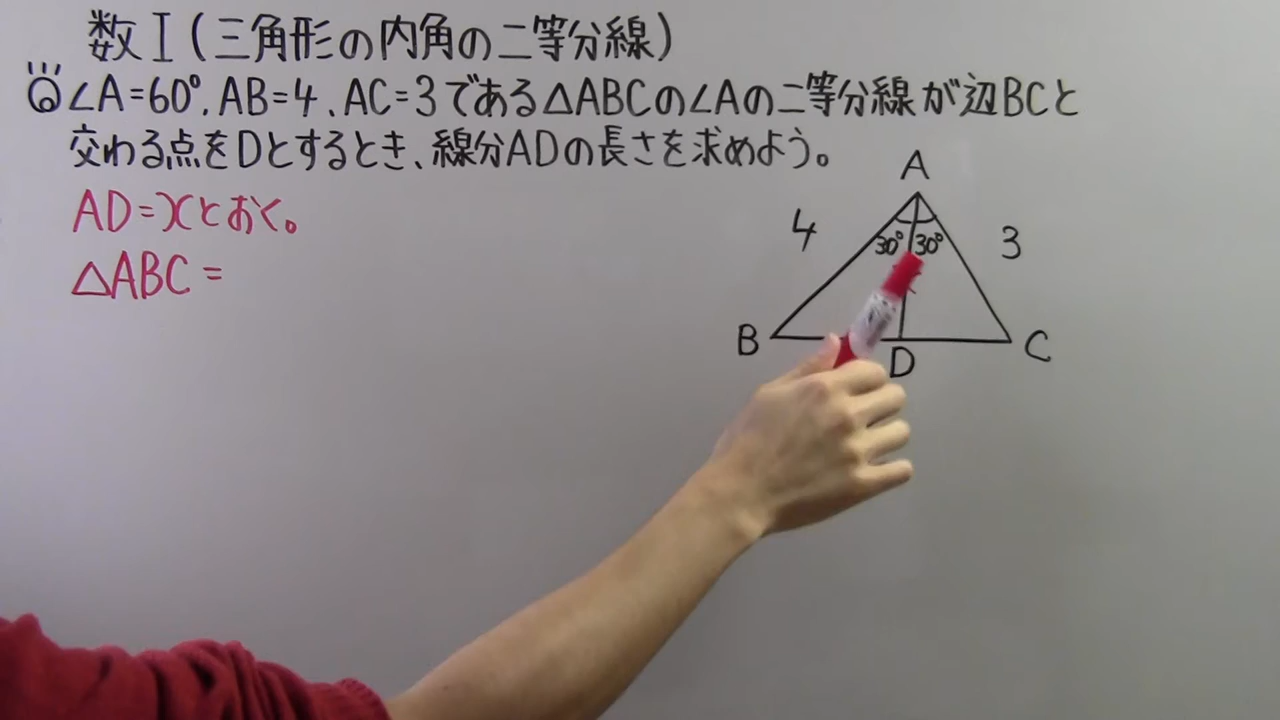 数I(三角形の内角の二等分線)
Q ∠A=60°、AB=4、AC=3である△ABCの∠Aの二等分線が辺BCと
交わる点をDとするとき、線分ADの長さを求めよう。
AD=xとおく。
△ABC=
A
4
30° 30°
3
B
D
C